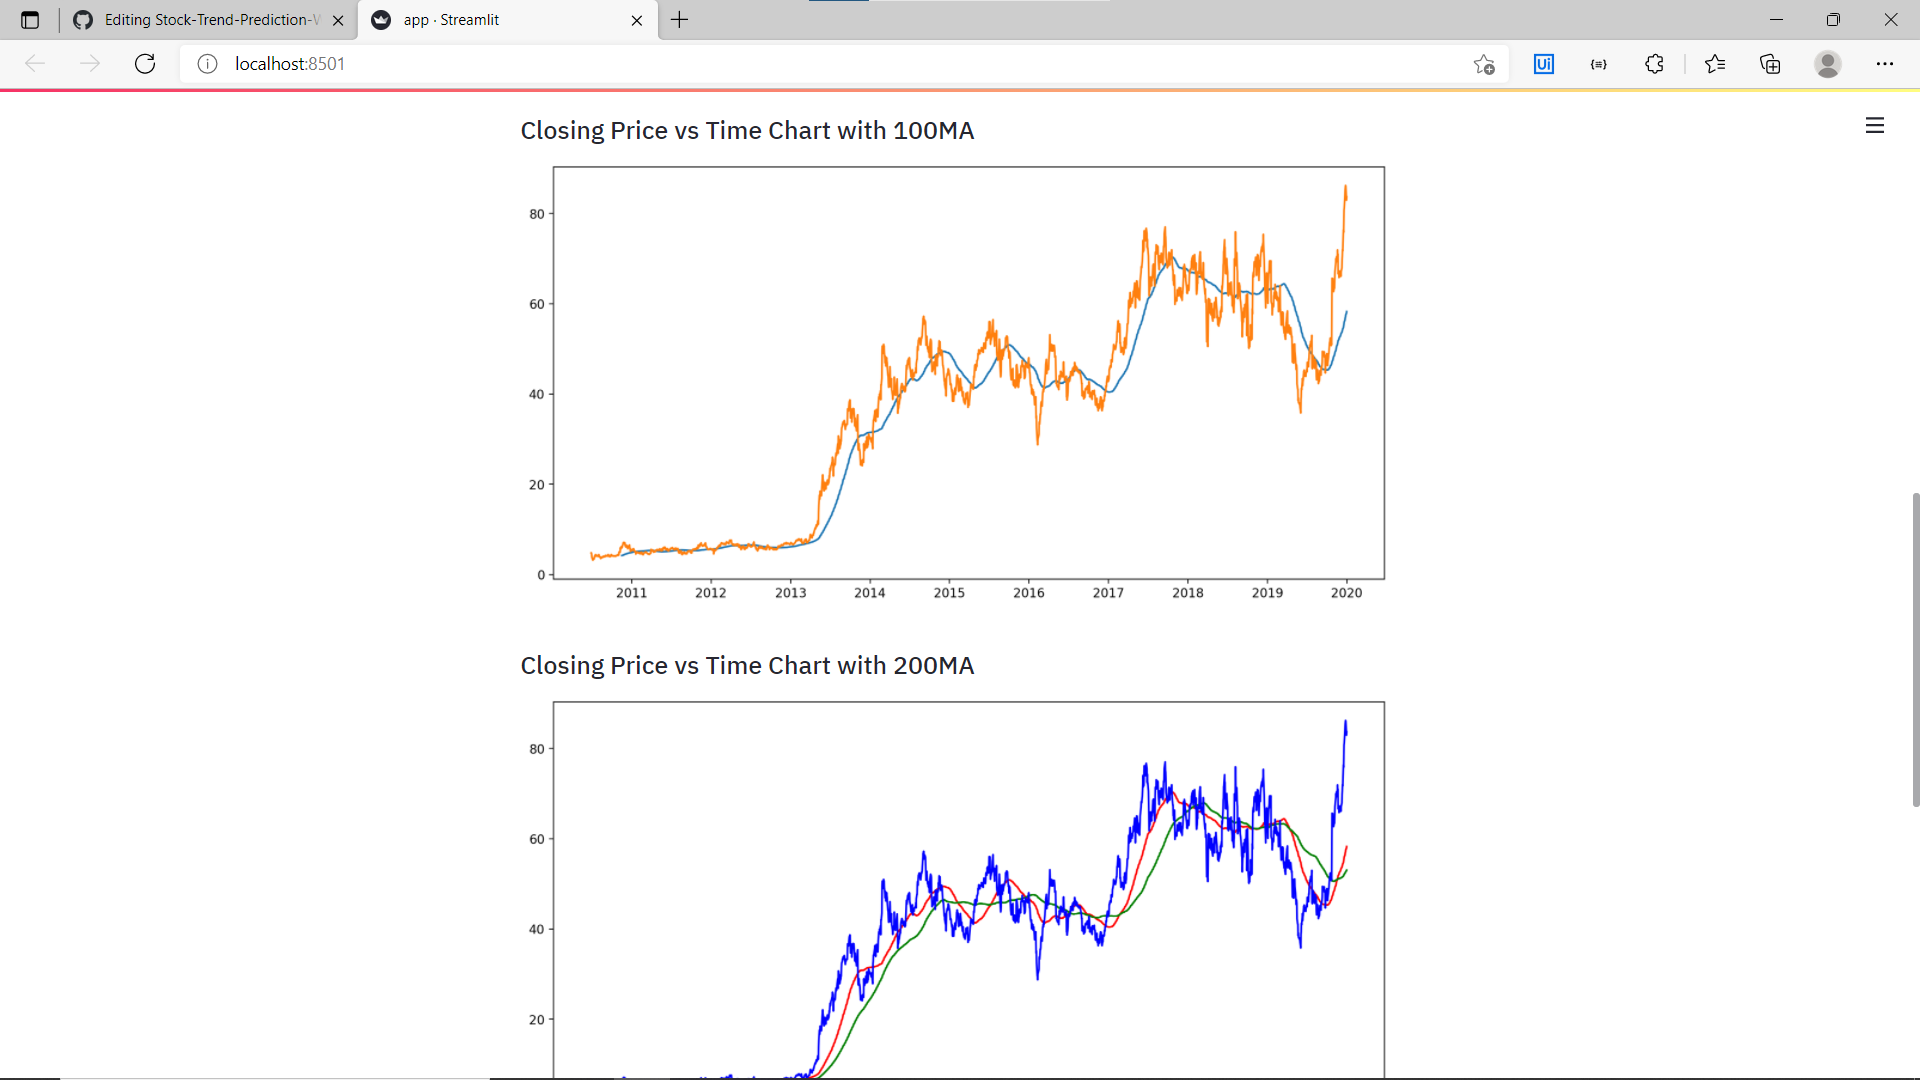 Editing Stock-Trend-Prediction-
app · Streamlit
localhost:8501
Closing Price vs Time Chart with 100MA
80
60
40
20
0
2011 2012 2013 2014 2015 2016 2017 2018 2019 2020
Closing Price vs Time Chart with 200MA
80
60
40
20